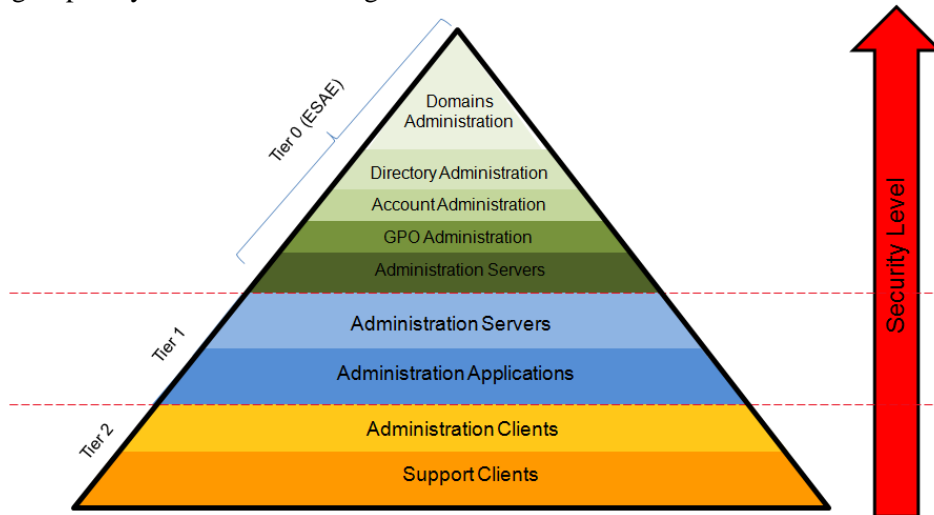 Tier 0 (ESAE)
Domains
Administration
Directory Administration
Account Administration
GPO Administration
Administration Servers
Tier 1
Administration Servers
Administration Applications
Tier 2
Administration Clients
Support Clients
Security Level